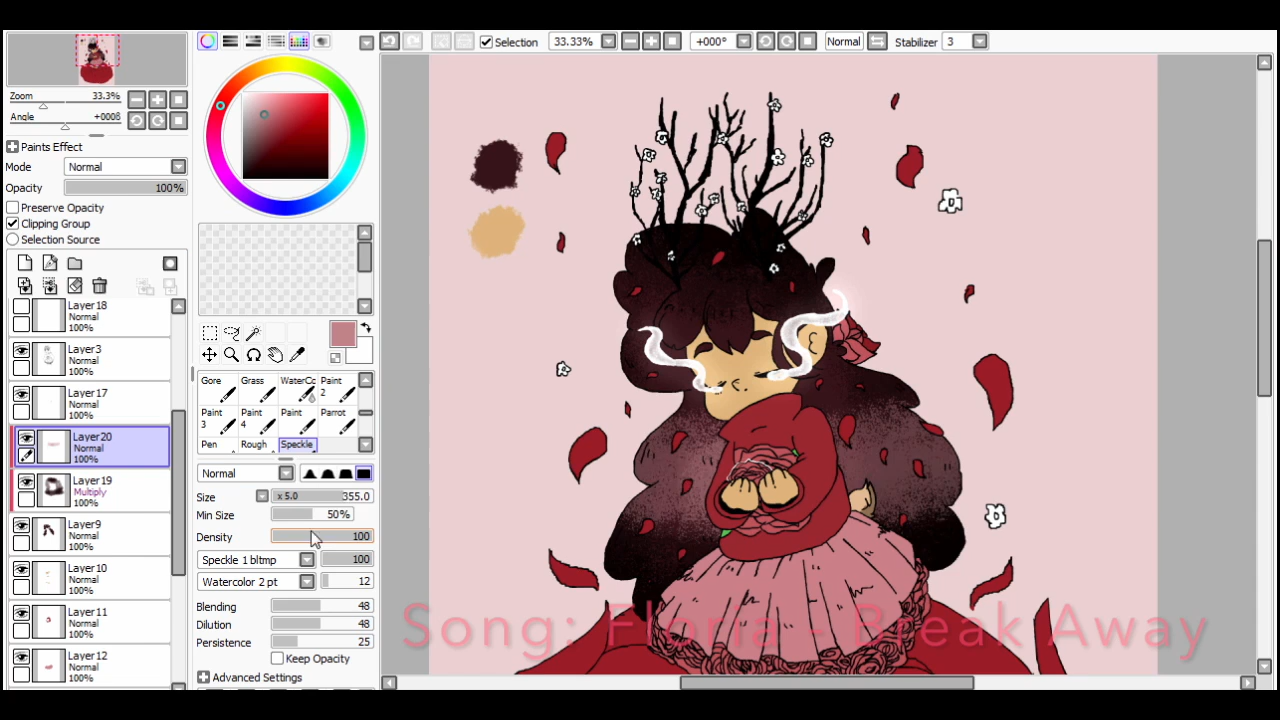 Selection 33.33% +000° Normal Stabilizer 3
Zoom 33.3%
Angle +000ß
Paints Effect
Mode Normal
Opacity 100%
Preserve Opacity
Clipping Group
Selection Source
Layer18
Normal
100%
Layer3
Normal
100%
Layer17
Normal
100%
Layer20
Normal
100%
Layer19
Multiply
100%
Layer9
Normal
100%
Layer10
Normal
100%
Layer11
Normal
100%
Layer12
Normal
100%
Gore Grass WaterCo Paint 2
Paint 3 Paint 4 Paint Parrot
Pen Rough Speckle
Normal
Size x 5.0 355.0
Min Size 50%
Density 100
Speckle 1 bltmp 100
Watercolor 2 pt 12
Blending 48
Dilution 48
Persistence 25
Keep Opacity
Advanced Settings
Song: Floria - Break Away